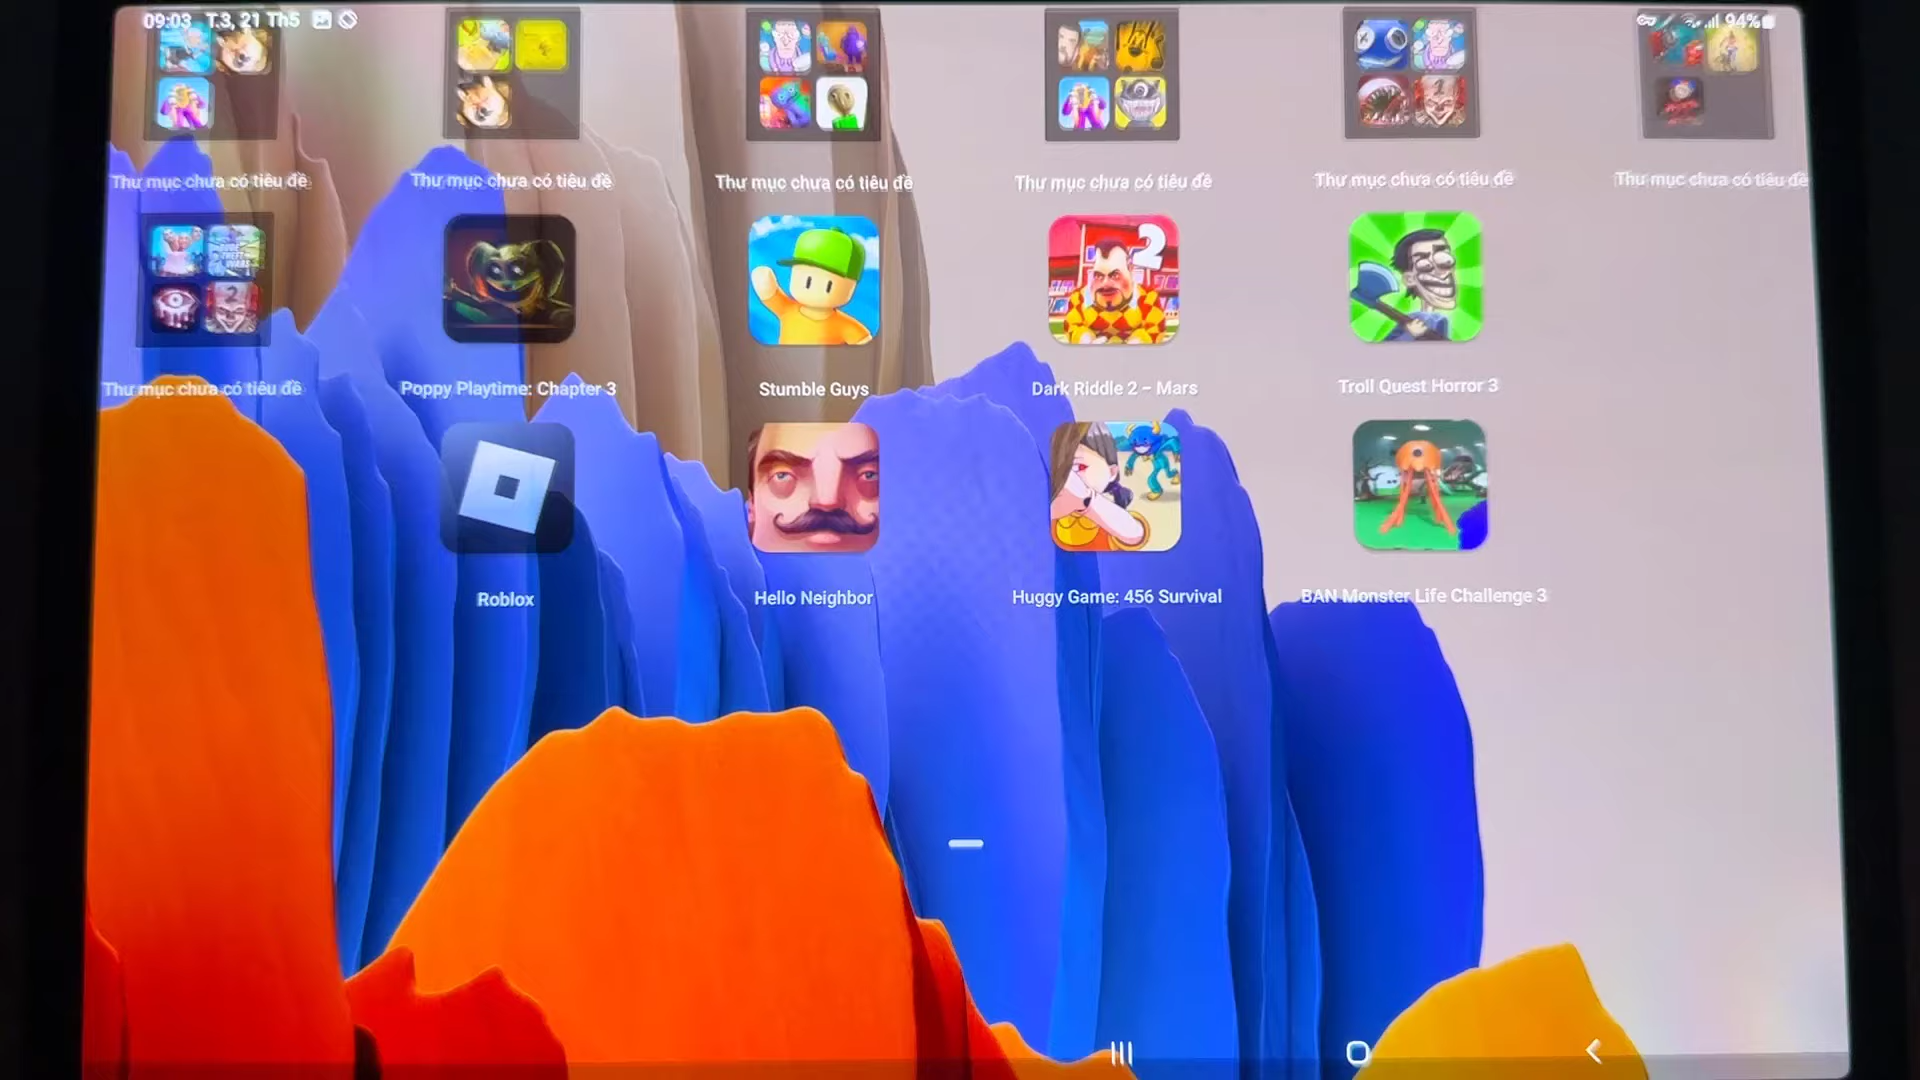 09:03 T.3, 21 Th5
94%
Thư mục chưa có tiêu đề
Thư mục chưa có tiêu đề
Thư mục chưa có tiêu đề
Thư mục chưa có tiêu đề
Thư mục chưa có tiêu đề
Thư mục chưa có tiêu đề
2
Thư mục chưa có tiêu đề
Poppy Playtime: Chapter 3
Stumble Guys
Dark Riddle 2 – Mars
Troll Quest Horror 3
Roblox
Hello Neighbor
Huggy Game: 456 Survival
BAN Monster Life Challenge 3